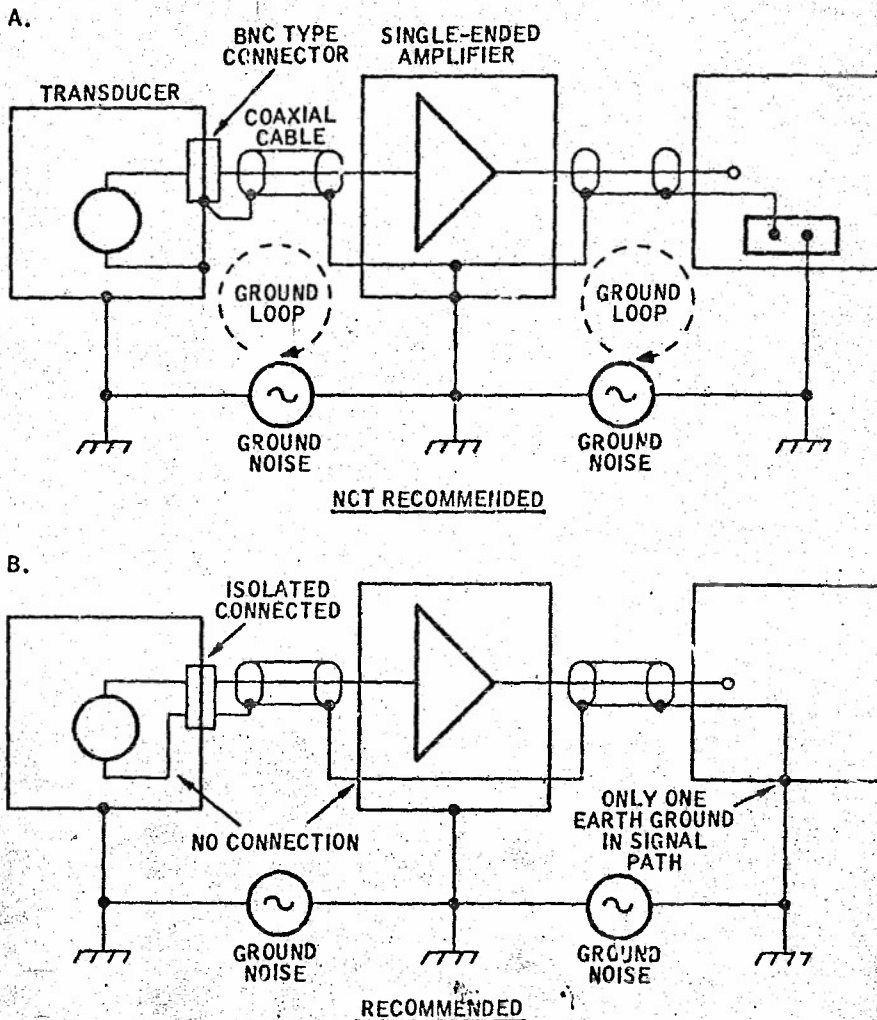 A.
BNC TYPE
CONNECTOR
SINGLE-ENDED
AMPLIFIER
TRANSDUCER
COAXIAL
CABLE
GROUND
LOOP
GROUND
LOOP
GROUND
NOISE
GROUND
NOISE
NCT RECOMMENDED
B.
ISOLATED
CONNECTED
NO CONNECTION
ONLY ONE
EARTH GROUND
IN SIGNAL
PATH
GROUND
NOISE
GROUND
NOISE
RECOMMENDED